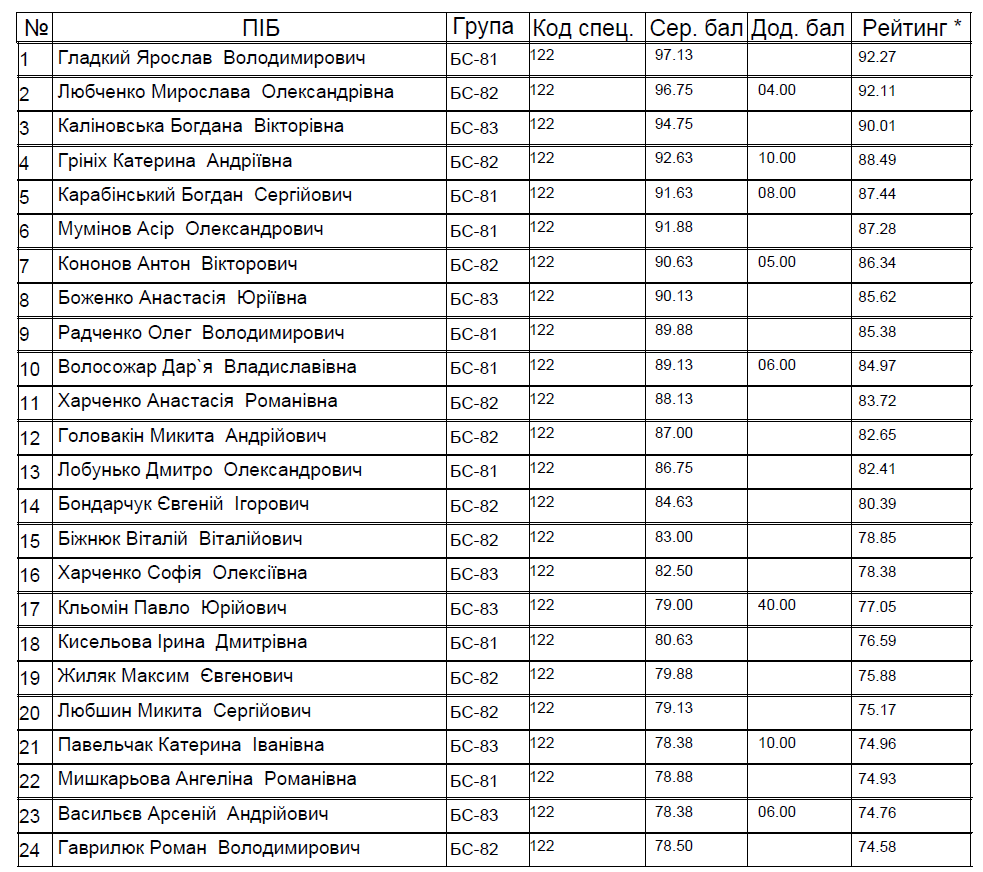 № ПІБ Група Код спец. Сер. бал Дод. бал Рейтинг *
1 Гладкий Ярослав Володимирович БС-81 122 97.13 92.27
2 Любченко Мирослава Олександрівна БС-82 122 96.75 04.00 92.11
3 Каліновська Богдана Вікторівна БС-83 122 94.75 90.01
4 Грініх Катерина Андріївна БС-82 122 92.63 10.00 88.49
5 Карабінський Богдан Сергійович БС-81 122 91.63 08.00 87.44
6 Мумінов Асір Олександрович БС-81 122 91.88 87.28
7 Кононов Антон Вікторович БС-82 122 90.63 05.00 86.34
8 Боженко Анастасія Юріївна БС-83 122 90.13 85.62
9 Радченко Олег Володимирович БС-81 122 89.88 85.38
10 Волосожар Дар`я Владиславівна БС-81 122 89.13 06.00 84.97
11 Харченко Анастасія Романівна БС-82 122 88.13 83.72
12 Головакін Микита Андрійович БС-82 122 87.00 82.65
13 Лобунько Дмитро Олександрович БС-81 122 86.75 82.41
14 Бондарчук Євгеній Ігорович БС-82 122 84.63 80.39
15 Біжнюк Віталій Віталійович БС-82 122 83.00 78.85
16 Харченко Софія Олексіївна БС-83 122 82.50 78.38
17 Кльомін Павло Юрійович БС-83 122 79.00 40.00 77.05
18 Кисельова Ірина Дмитрівна БС-81 122 80.63 76.59
19 Жиляк Максим Євгенович БС-82 122 79.88 75.88
20 Любшин Микита Сергійович БС-82 122 79.13 75.17
21 Павельчак Катерина Іванівна БС-83 122 78.38 10.00 74.96
22 Мишкарьова Ангеліна Романівна БС-81 122 78.88 74.93
23 Васильєв Арсеній Андрійович БС-83 122 78.38 06.00 74.76
24 Гаврилюк Роман Володимирович БС-82 122 78.50 74.58